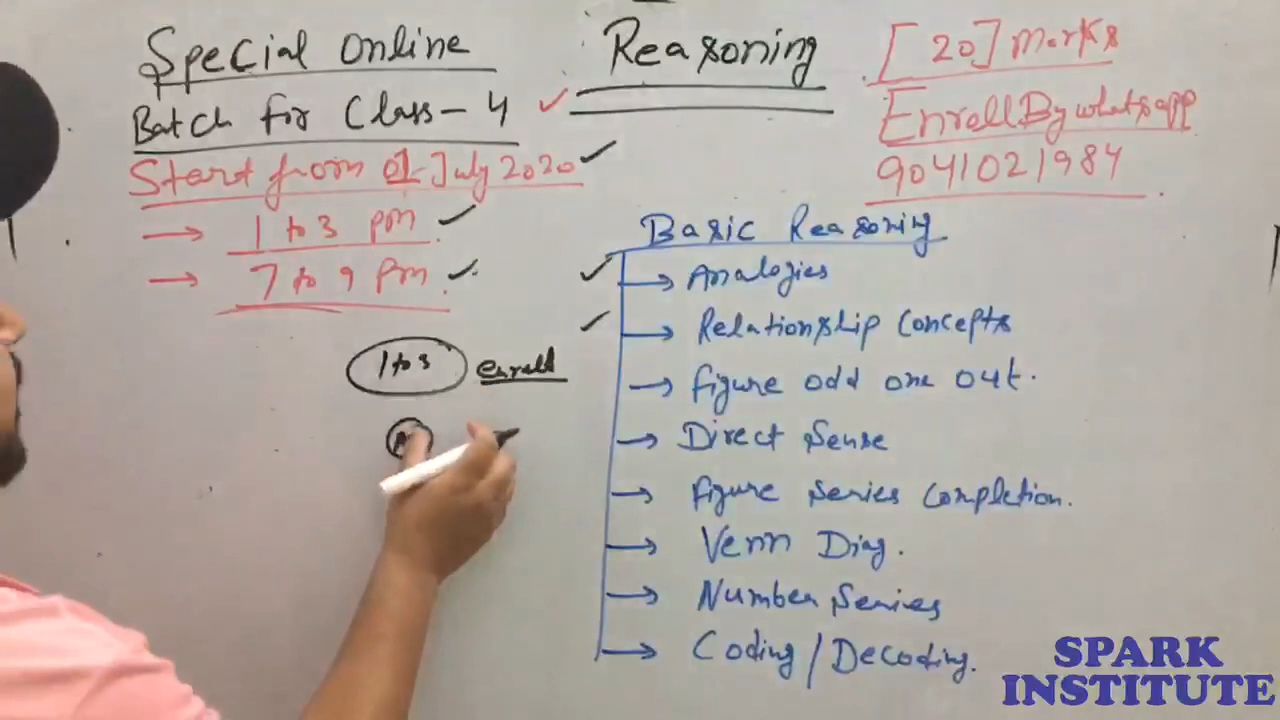 Special Online
Batch for Class-4
Start from 01 July 2020
→ 1 to 3 pm
→ 7 to 9 Pm
1 to 3 enroll
Reasoning
[20] Marks
Enroll By whatsapp
9041021984
Basic Reasoning
→ Analogies
→ Relationship Concepts
→ figure odd one out.
→ Direct Sense
→ figure series Completion.
→ Venn Diag.
→ Number Series
→ Coding/Decoding.
SPARK
INSTITUTE